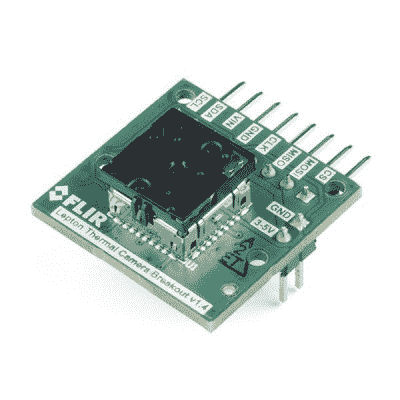 SCL
SDA
VIN
GND
CLK
MISO
MOSI
CS
GND
3-5V
FLIR
Lepton Thermal Camera Breakout v1.4